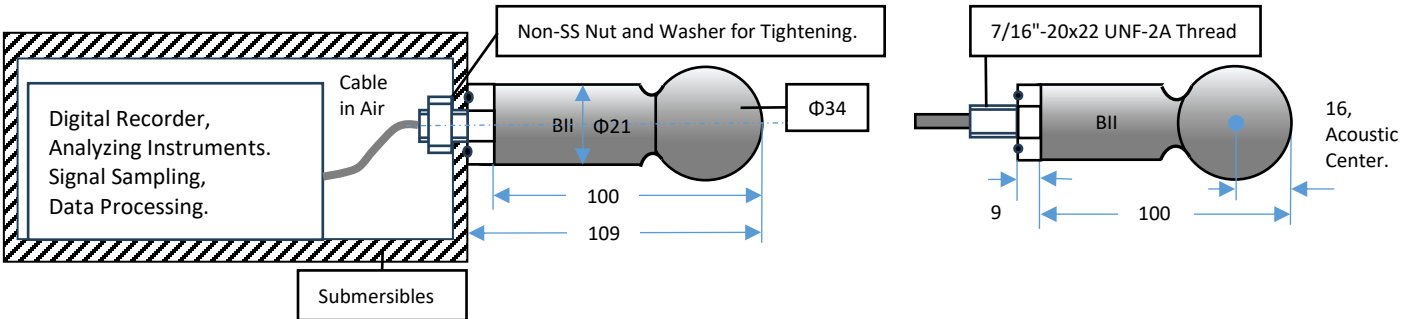 Non-SS Nut and Washer for Tightening.
7/16"-20x22 UNF-2A Thread
Cable
in Air
Digital Recorder,
Analyzing Instruments.
Signal Sampling,
Data Processing.
BII
Φ21
Φ34
100
109
Submersibles
BII
16,
Acoustic
Center.
9
100